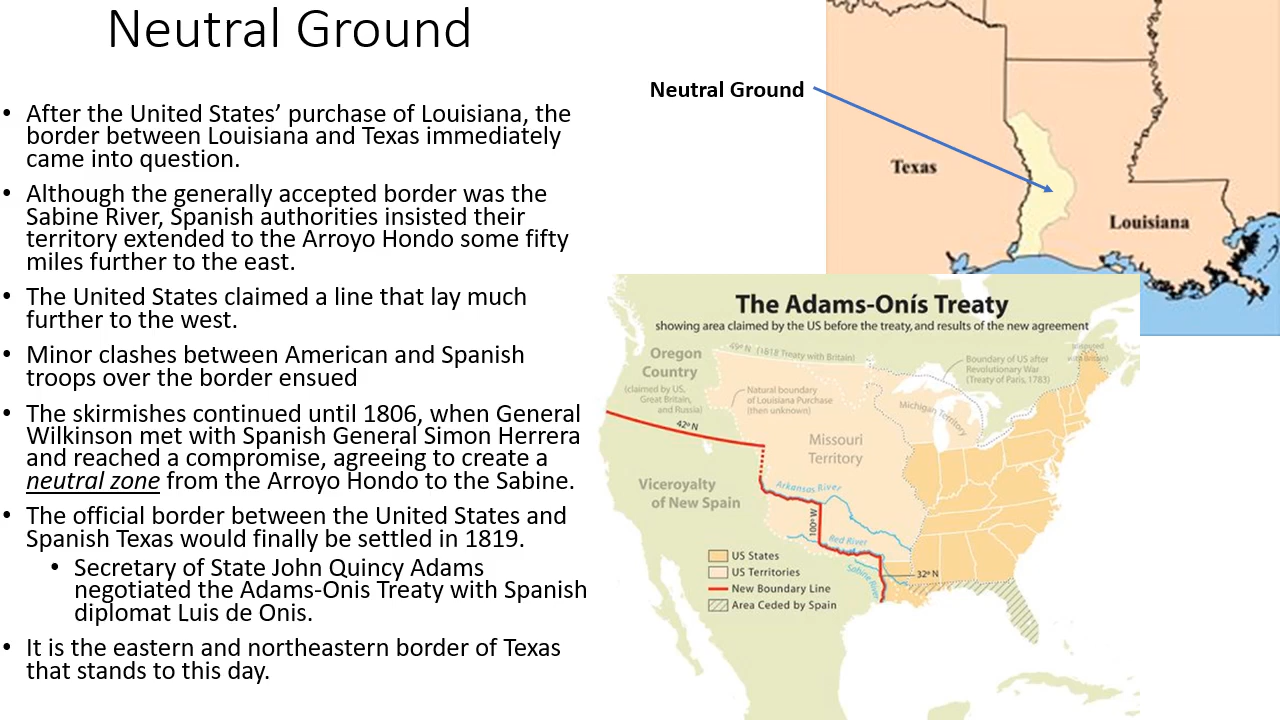 Neutral Ground
• After the United States’ purchase of Louisiana, the
border between Louisiana and Texas immediately
came into question.
• Although the generally accepted border was the
Sabine River, Spanish authorities insisted their
territory extended to the Arroyo Hondo some fifty
miles further to the east.
• The United States claimed a line that lay much
further to the west.
• Minor clashes between American and Spanish
troops over the border ensued
• The skirmishes continued until 1806, when General
Wilkinson met with Spanish General Simon Herrera
and reached a compromise, agreeing to create a
neutral zone from the Arroyo Hondo to the Sabine.
• The official border between the United States and
Spanish Texas would finally be settled in 1819.
• Secretary of State John Quincy Adams
negotiated the Adams-Onis Treaty with Spanish
diplomat Luis de Onis.
• It is the eastern and northeastern border of Texas
that stands to this day.
Neutral Ground
Texas
Louisiana
The Adams-Onís Treaty
showing area claimed by the US before the treaty, and results of the new agreement
49º N (1818 Treaty with Britain)
Oregon
Country
(claimed by US,
Great Britain,
and Russia)
Natural boundary
of Louisiana Purchase
(then unknown)
Boundary of US after
Revolutionary War
(Treaty of Paris, 1783)
with Britain)
Michigan Territory
42º N
Missouri
Territory
Viceroyalty
of New Spain
Arkansas River
100º W
Red River
Sabine River
32º N
US States
US Territories
New Boundary Line
Area Ceded by Spain